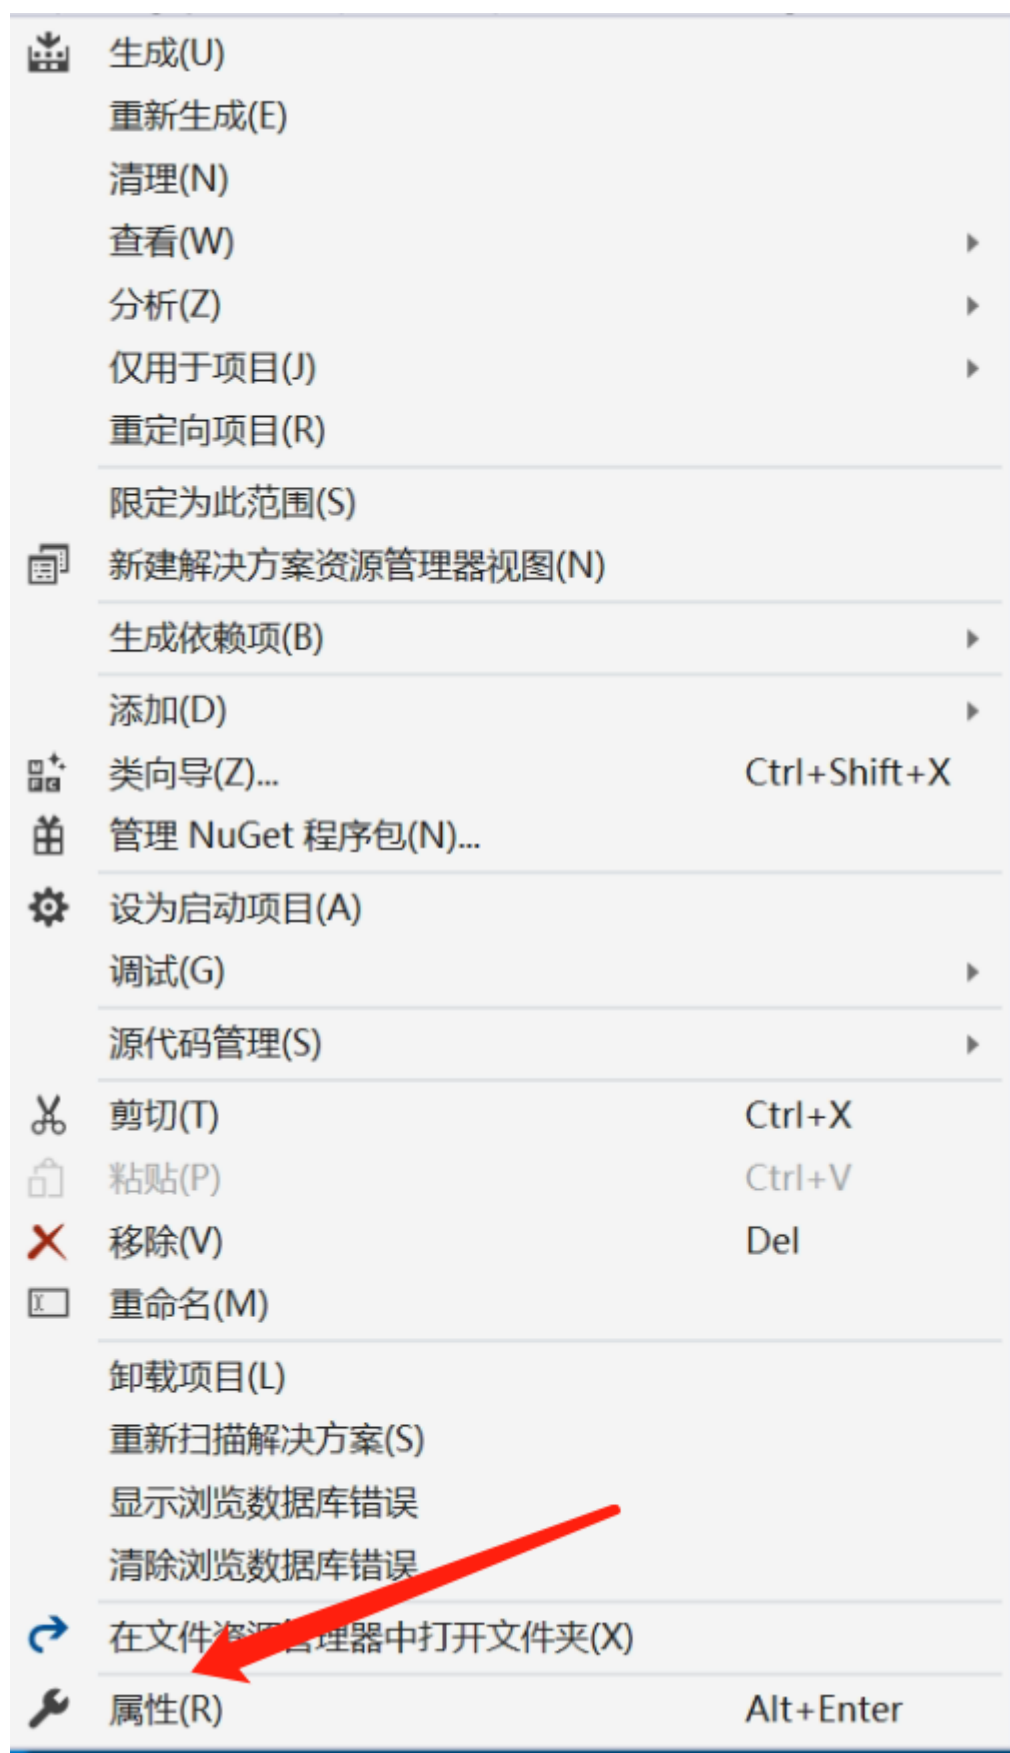 生成(U)
重新生成(E)
清理(N)
查看(W)
分析(Z)
仅用于项目(J)
重定向项目(R)
限定为此范围(S)
新建解决方案资源管理器视图(N)
生成依赖项(B)
添加(D)
类向导(Z)... Ctrl+Shift+X
管理 NuGet 程序包(N)...
设为启动项目(A)
调试(G)
源代码管理(S)
剪切(T) Ctrl+X
粘贴(P) Ctrl+V
移除(V) Del
重命名(M)
卸载项目(L)
重新扫描解决方案(S)
显示浏览数据库错误
清除浏览数据库错误
在文件资源管理器中打开文件夹(X)
属性(R) Alt+Enter